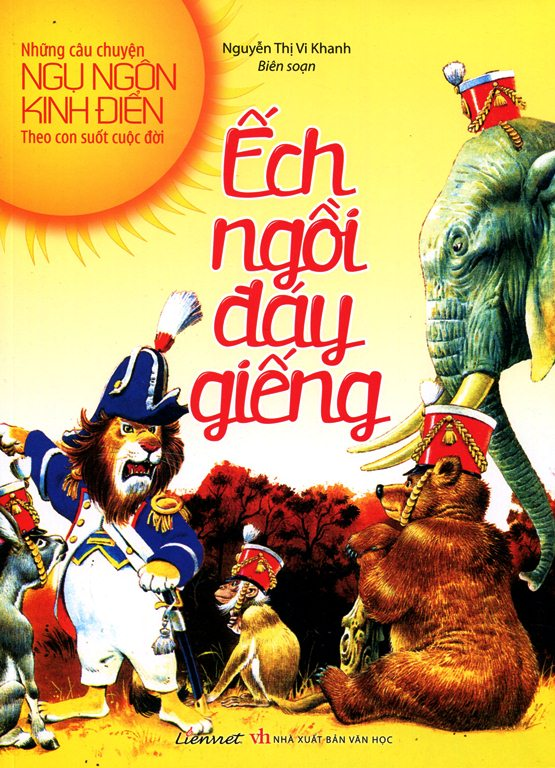 Những câu chuyện
NGỤ NGÔN
KINH ĐIỂN
Theo con suốt cuộc đời
Nguyễn Thị Vi Khanh
Biên soạn
Ếch
ngồi
đáy
giếng
Liênviet vh NHÀ XUẤT BẢN VĂN HỌC